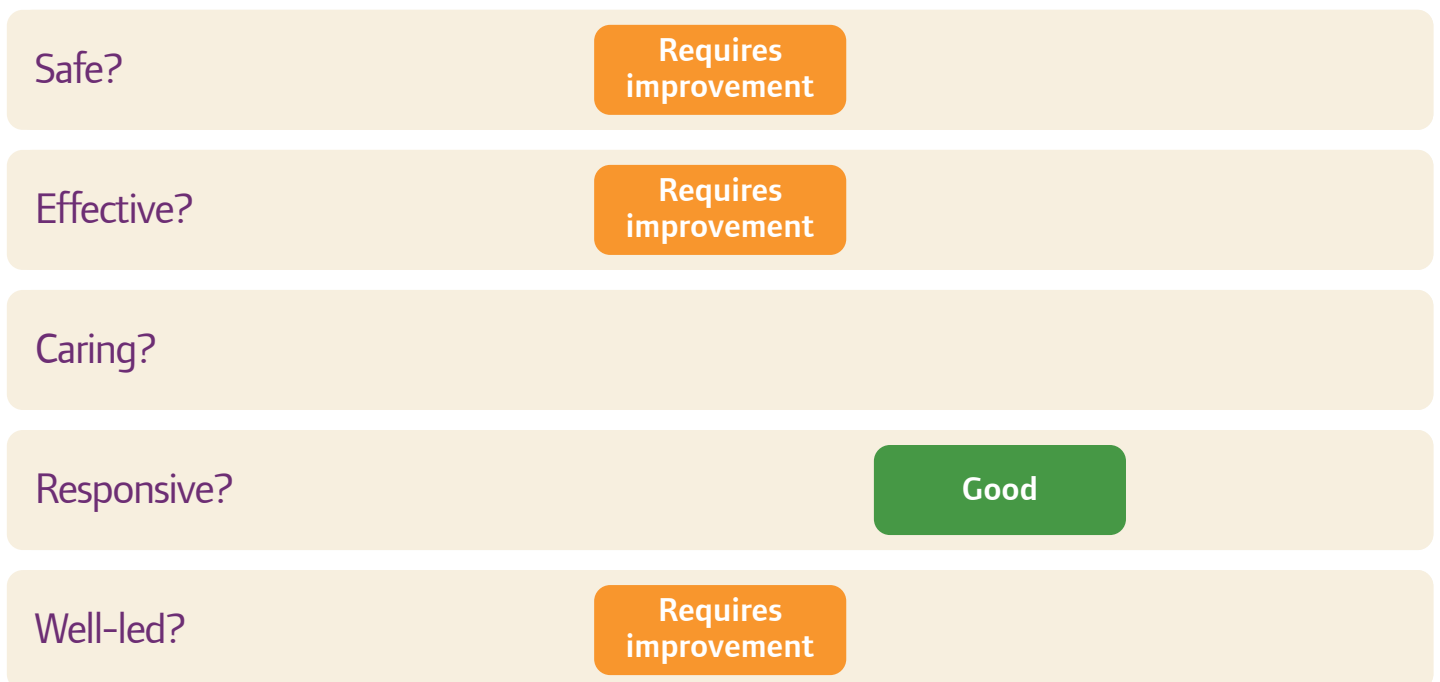 Safe?
Requires
improvement
Effective?
Requires
improvement
Caring?
Responsive?
Good
Well-led?
Requires
improvement